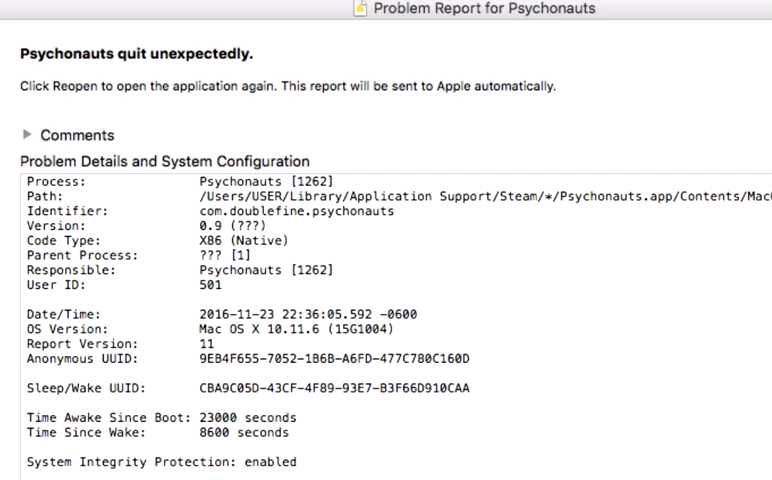 Problem Report for Psychonauts
Psychonauts quit unexpectedly.
Click Reopen to open the application again. This report will be sent to Apple automatically.
Comments
Problem Details and System Configuration
Process: Psychonauts [1262]
Path: /Users/USER/Library/Application Support/Steam/*/Psychonauts.app/Contents/Mac
Identifier: com.doublefine.psychonauts
Version: 0.9 (???)
Code Type: X86 (Native)
Parent Process: ??? [1]
Responsible: Psychonauts [1262]
User ID: 501
Date/Time: 2016-11-23 22:36:05.592 -0600
OS Version: Mac OS X 10.11.6 (15G1004)
Report Version: 11
Anonymous UUID: 9EB4F655-7052-1B6B-A6FD-477C780C160D
Sleep/Wake UUID: CBA9C05D-43CF-4F89-93E7-B3F66D910CAA
Time Awake Since Boot: 23000 seconds
Time Since Wake: 8600 seconds
System Integrity Protection: enabled